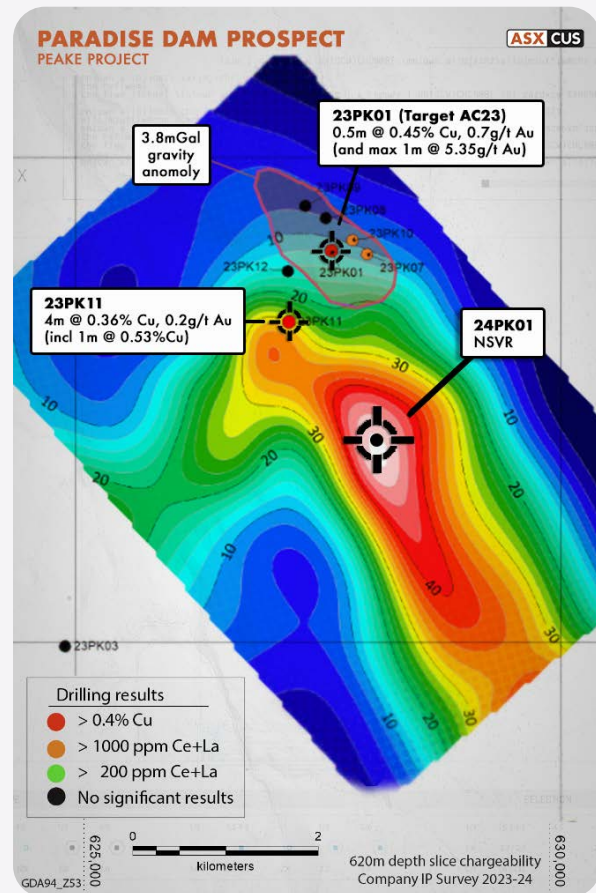 PARADISE DAM PROSPECT
PEAKE PROJECT
ASX CUS
23PK01 (Target AC23)
0.5m @ 0.45% Cu, 0.7g/t Au
(and max 1m @ 5.35g/t Au)
3.8mGal
gravity
anomoly
X
23PK08
23PK10
10
23PK12
23PK01
23PK07
20
23PK11
4m @ 0.36% Cu, 0.2g/t Au
(incl 1m @ 0.53%Cu)
23PK11
24PK01
NSVR
30
10
10
30
20
20
20
10
40
30
23PK03
10
20
30
Drilling results
> 0.4% Cu
> 1000 ppm Ce+La
> 200 ppm Ce+La
No significant results
625,000
0
2
kilometers
630,000
GDA94_Z53
620m depth slice chargeability
Company IP Survey 2023-24